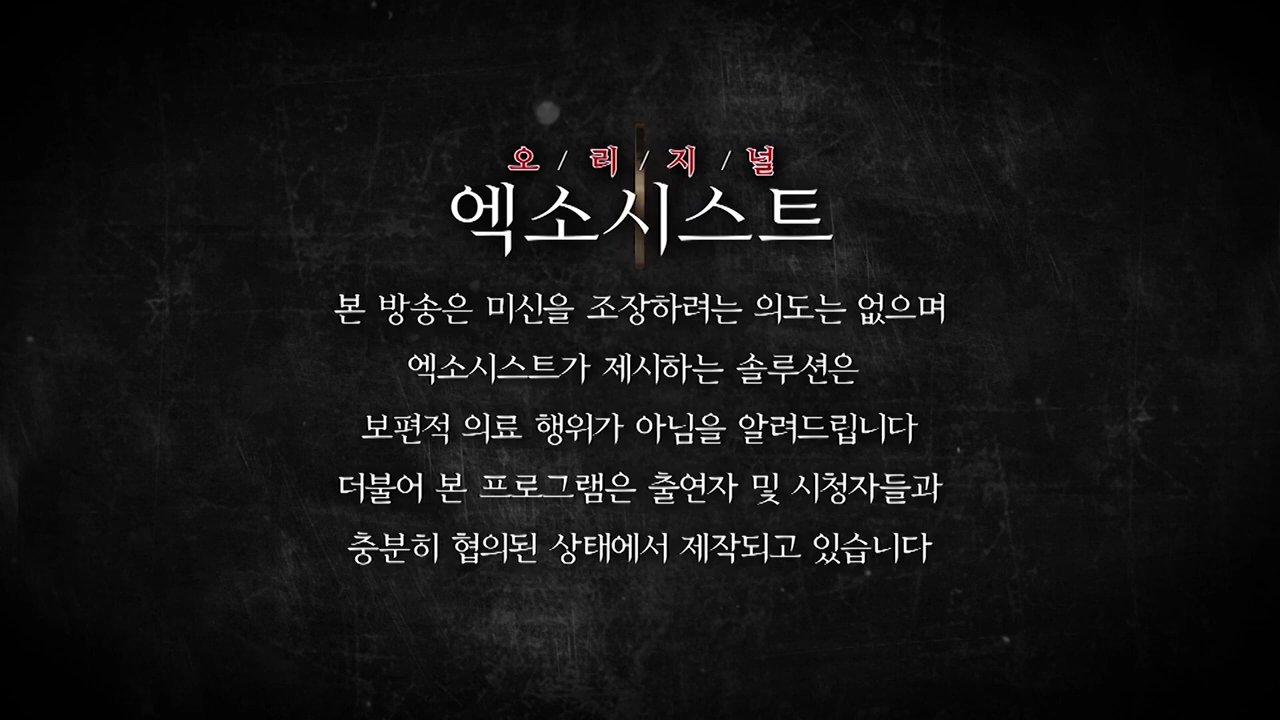 오/리/지/널
엑소시스트
본 방송은 미신을 조장하려는 의도는 없으며
엑소시스트가 제시하는 솔루션은
보편적 의료 행위가 아님을 알려드립니다
더불어 본 프로그램은 출연자 및 시청자들과
충분히 협의된 상태에서 제작되고 있습니다